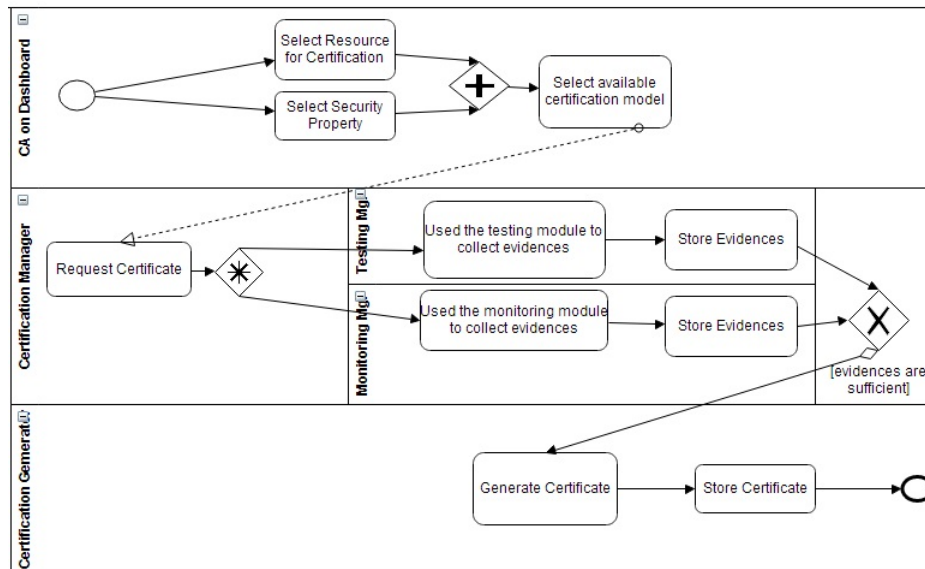 CA on Dashboard
Select Resource
for Certification
Select Security
Property
Select available
certification model
Certification Manager
Request Certificate
Testing Mg
Used the testing module to
collect evidences
Store Evidences
Monitoring Mg
Used the monitoring module
to collect evidences
Store Evidences
[evidences are
sufficient]
Certification Generat
Generate Certificate
Store Certificate